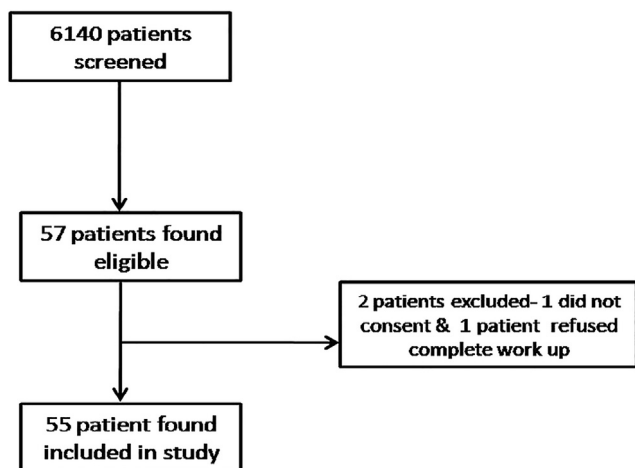 6140 patients
screened
57 patients found
eligible
2 patients excluded- 1 did not
consent & 1 patient refused
complete work up
55 patient found
included in study